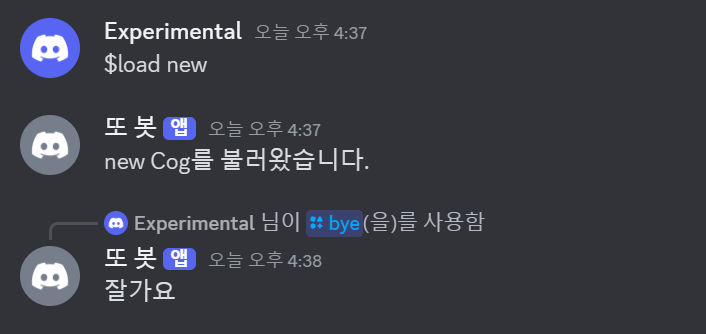 Experimental 오늘 오후 4:37
$load new
또 봇 앱 오늘 오후 4:37
new Cog를 불러왔습니다.
Experimental 님이 bye(을)를 사용함
또 봇 앱 오늘 오후 4:38
잘가요